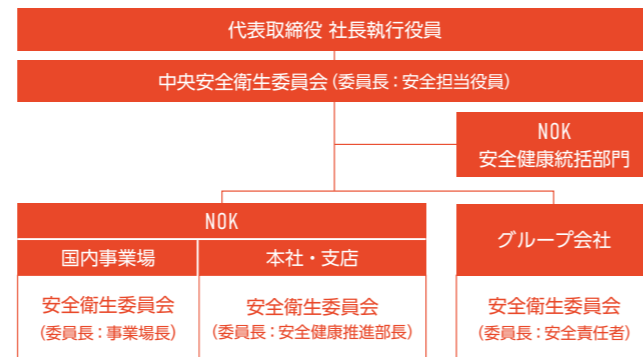 代表取締役 社長執行役員
中央安全衛生委員会(委員長:安全担当役員)
NOK
安全健康統括部門
NOK
国内事業場
本社・支店
グループ会社
安全衛生委員会
(委員長:事業場長)
安全衛生委員会
(委員長:安全健康推進部長)
安全衛生委員会
(委員長:安全責任者)